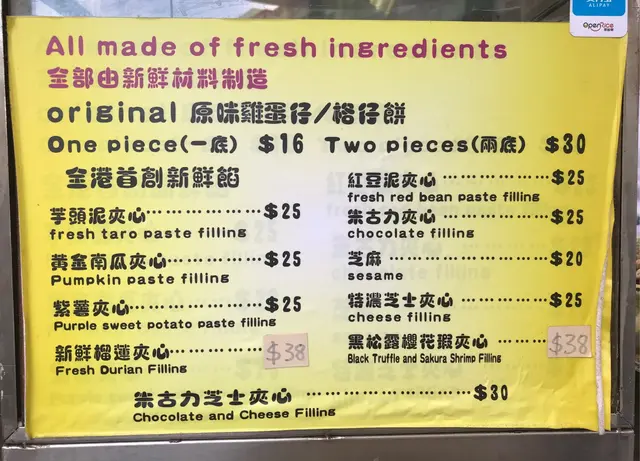 ALIPAY
OpenRice
All made of fresh ingredients
全部由新鮮材料制造
original 原味雞蛋仔/格仔餅
One piece(一底) $16 Two pieces(兩底) $30
全港首創新鮮餡
芋頭泥夾心………………$25
fresh taro paste filling
黃金南瓜夾心……………$25
Pumpkin paste filling
紫薯夾心…………………$25
Purple sweet potato paste filling
新鮮榴蓮夾心……………$38
Fresh Durian Filling
紅豆泥夾心………………$25
fresh red bean paste filling
朱古力夾心………………$25
chocolate filling
芝麻………………………$20
sesame
特濃芝士夾心……………$25
cheese filling
黑松露櫻花蝦夾心………$38
Black Truffle and Sakura Shrimp Filling
朱古力芝士夾心……………………$30
Chocolate and Cheese Filling